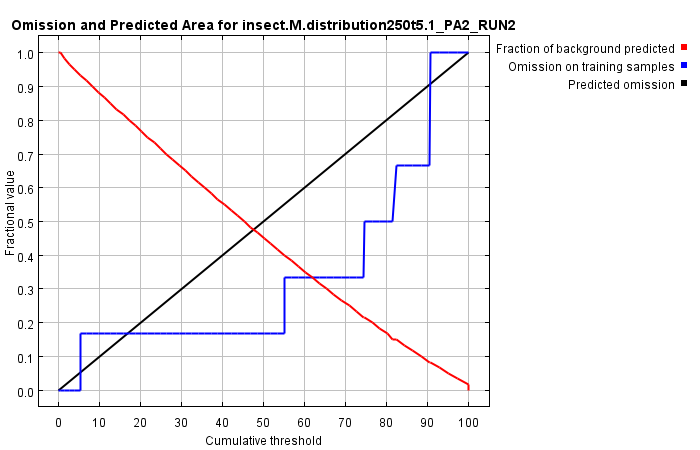 Omission and Predicted Area for insect.M.distribution250t5.1_PA2_RUN2
Fraction of background predicted
Omission on training samples
Predicted omission
Fractional value
1.0
0.9
0.8
0.7
0.6
0.5
0.4
0.3
0.2
0.1
0.0
0 10 20 30 40 50 60 70 80 90 100
Cumulative threshold